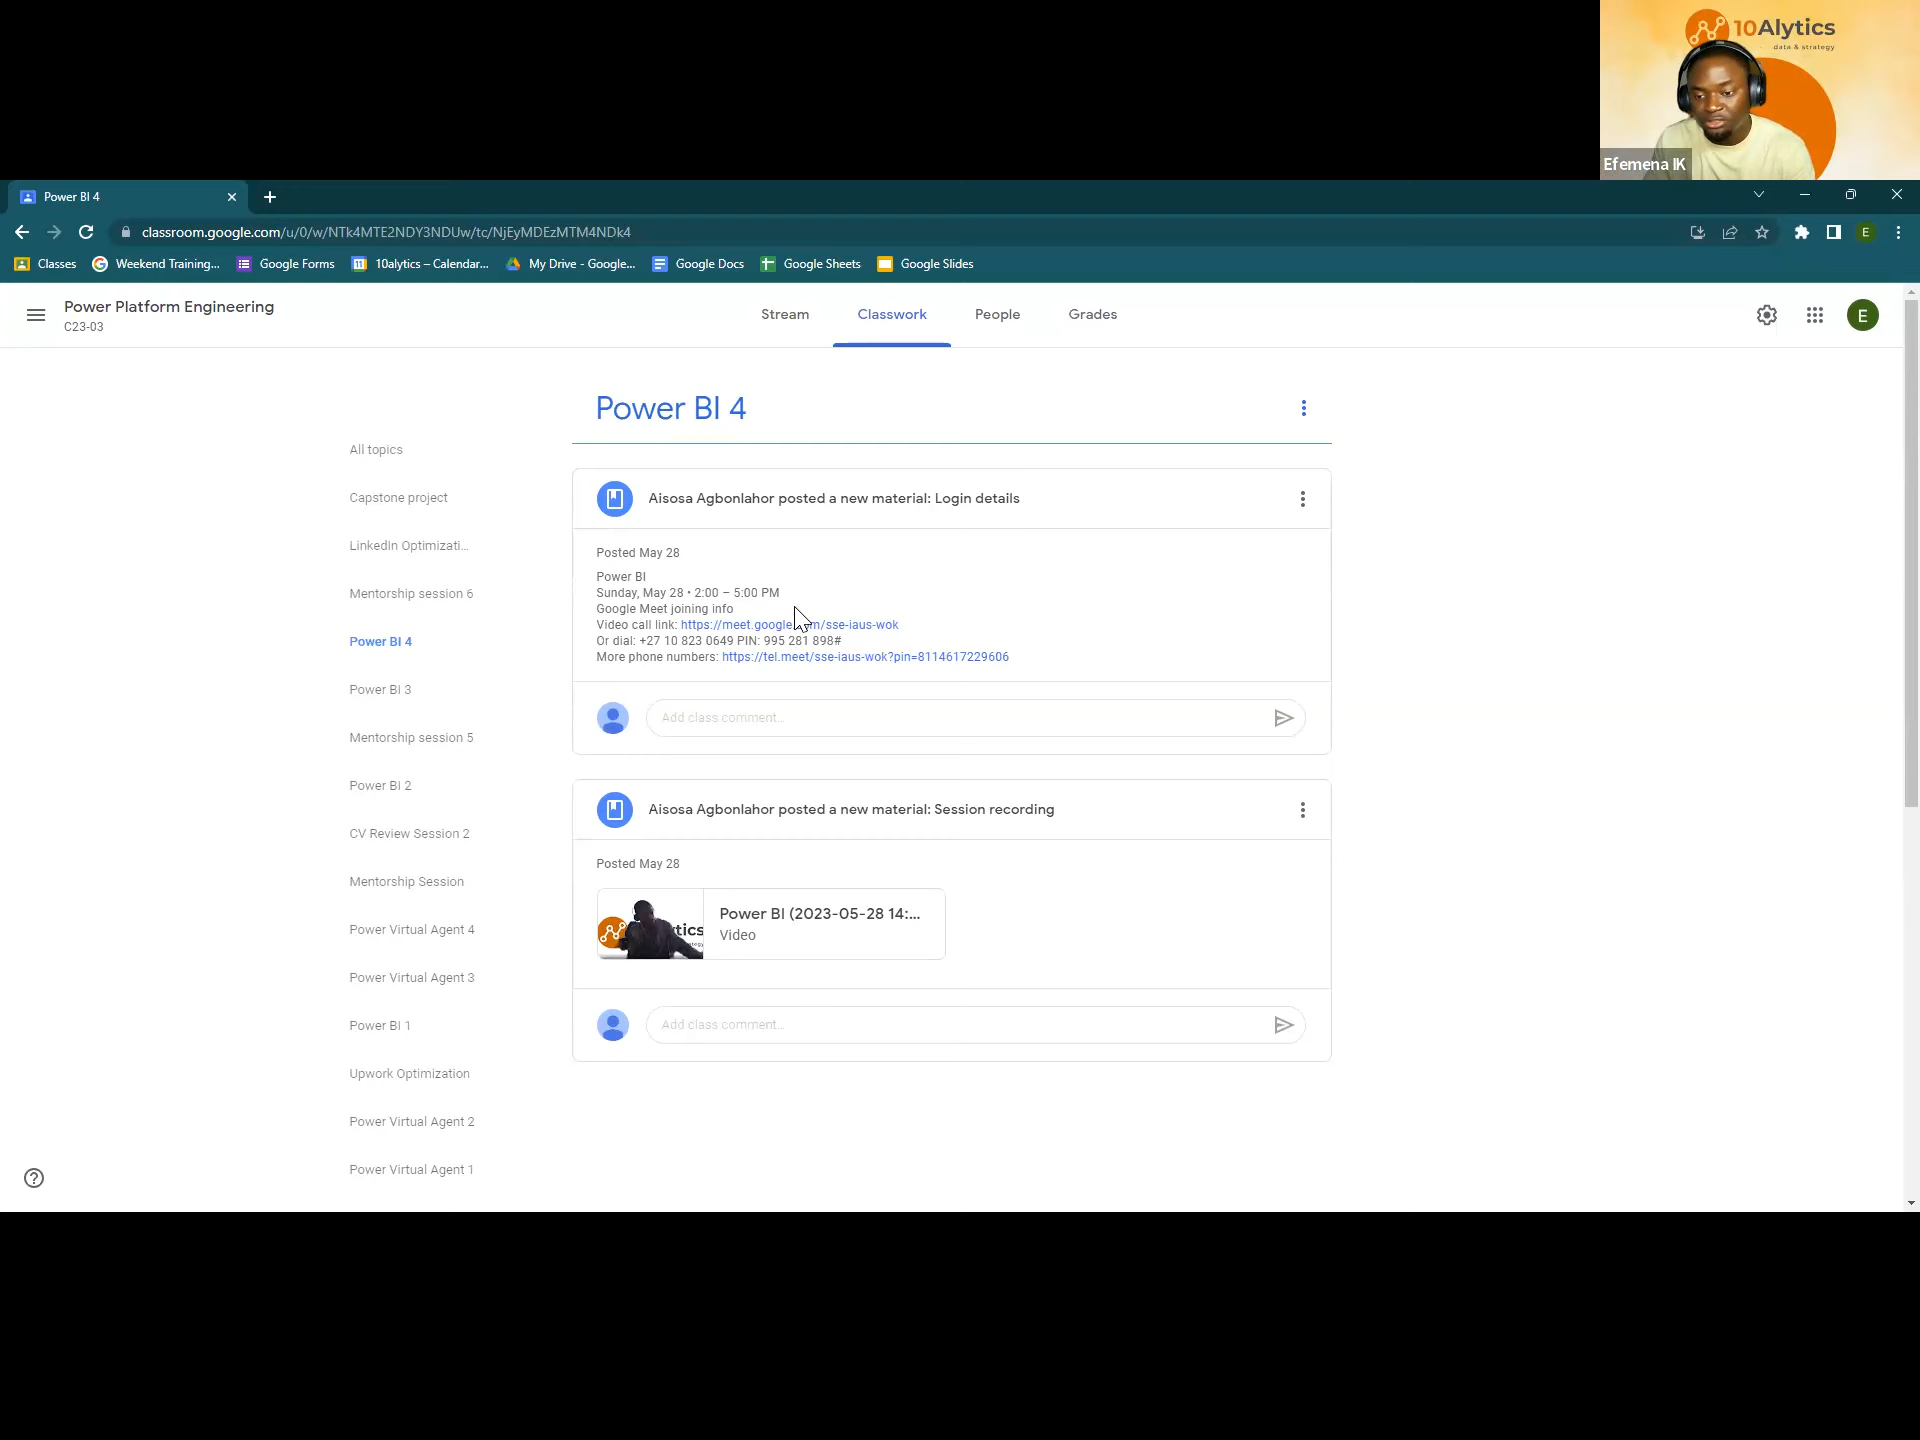 10Alytics
data & strategy
Efemena IK
Power BI 4
classroom.google.com/u/0/w/NTk4MTE2NDY3NDUw/tc/NjEyMDEzMTM4NDk4
E
Classes
Weekend Training...
Google Forms
10alytics – Calendar...
My Drive - Google...
Google Docs
Google Sheets
Google Slides
Power Platform Engineering
C23-03
Stream
Classwork
People
Grades
E
Power BI 4
All topics
Capstone project
LinkedIn Optimizati...
Mentorship session 6
Power BI 4
Power BI 3
Mentorship session 5
Power BI 2
CV Review Session 2
Mentorship Session
Power Virtual Agent 4
Power Virtual Agent 3
Power BI 1
Upwork Optimization
Power Virtual Agent 2
Power Virtual Agent 1
Aisosa Agbonlahor posted a new material: Login details
Posted May 28
Power BI
Sunday, May 28 • 2:00 – 5:00 PM
Google Meet joining info
Video call link: https://meet.google. m/sse-iaus-wok
Or dial: +27 10 823 0649 PIN: 995 281 898#
More phone numbers: https://tel.meet/sse-iaus-wok?pin=8114617229606
Add class comment...
Aisosa Agbonlahor posted a new material: Session recording
Posted May 28
tics
Power BI (2023-05-28 14:...
Video
Add class comment...